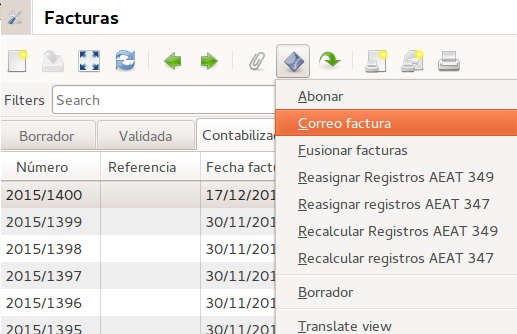 Facturas
Filters Search
Borrador Validada Contabiliza
Número Referencia Fecha fact
2015/1400 17/12/201
2015/1399 30/11/201
2015/1398 30/11/201
2015/1397 30/11/201
2015/1396 30/11/201
2015/1395 30/11/201
Abonar
Correo factura
Fusionar facturas
Reasignar Registros AEAT 349
Reasignar registros AEAT 347
Recalcular Registros AEAT 349
Recalcular registros AEAT 347
Borrador
Translate view